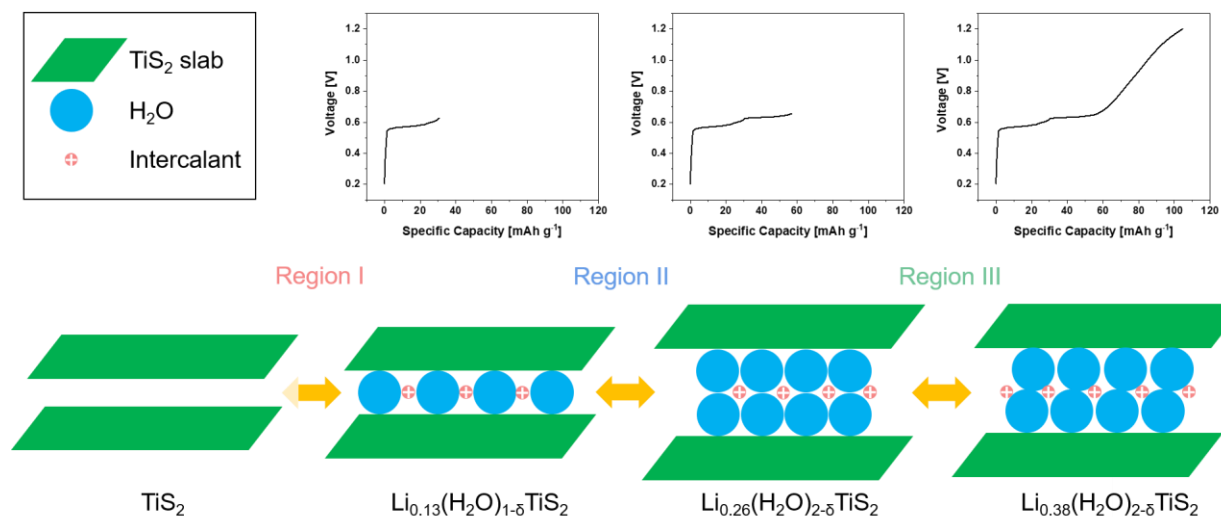 TiS₂ slab
H₂O
Intercalant
Voltage [V]
1.2
1.0
0.8
0.6
0.4
0.2
0 20 40 60 80 100 120
Specific Capacity [mAh g⁻¹]
Voltage [V]
1.2
1.0
0.8
0.6
0.4
0.2
0 20 40 60 80 100 120
Specific Capacity [mAh g⁻¹]
Voltage [V]
1.2
1.0
0.8
0.6
0.4
0.2
0 20 40 60 80 100 120
Specific Capacity [mAh g⁻¹]
Region I Region II Region III
TiS₂ Li₀.₁₃(H₂O)₁₋δTiS₂ Li₀.₂₆(H₂O)₂₋δTiS₂ Li₀.₃₈(H₂O)₂₋δTiS₂